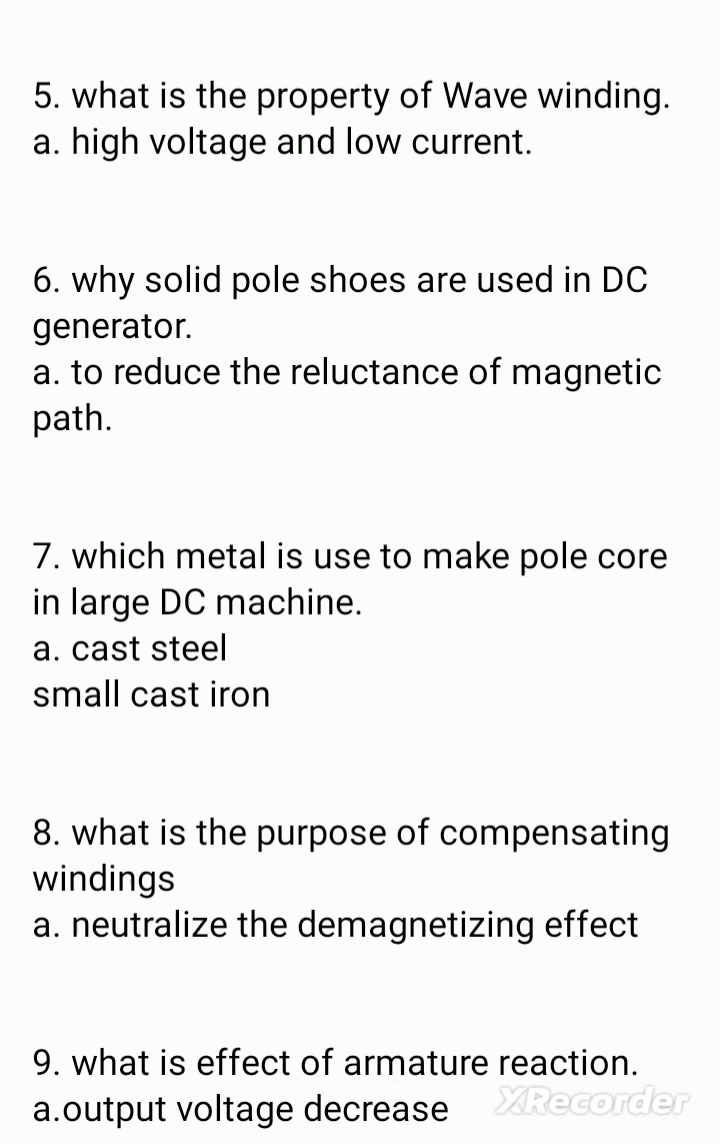 5. what is the property of Wave winding.
a. high voltage and low current.
6. why solid pole shoes are used in DC
generator.
a. to reduce the reluctance of magnetic
path.
7. which metal is use to make pole core
in large DC machine.
a. cast steel
small cast iron
8. what is the purpose of compensating
windings
a. neutralize the demagnetizing effect
9. what is effect of armature reaction.
a.output voltage decrease
XRecorder